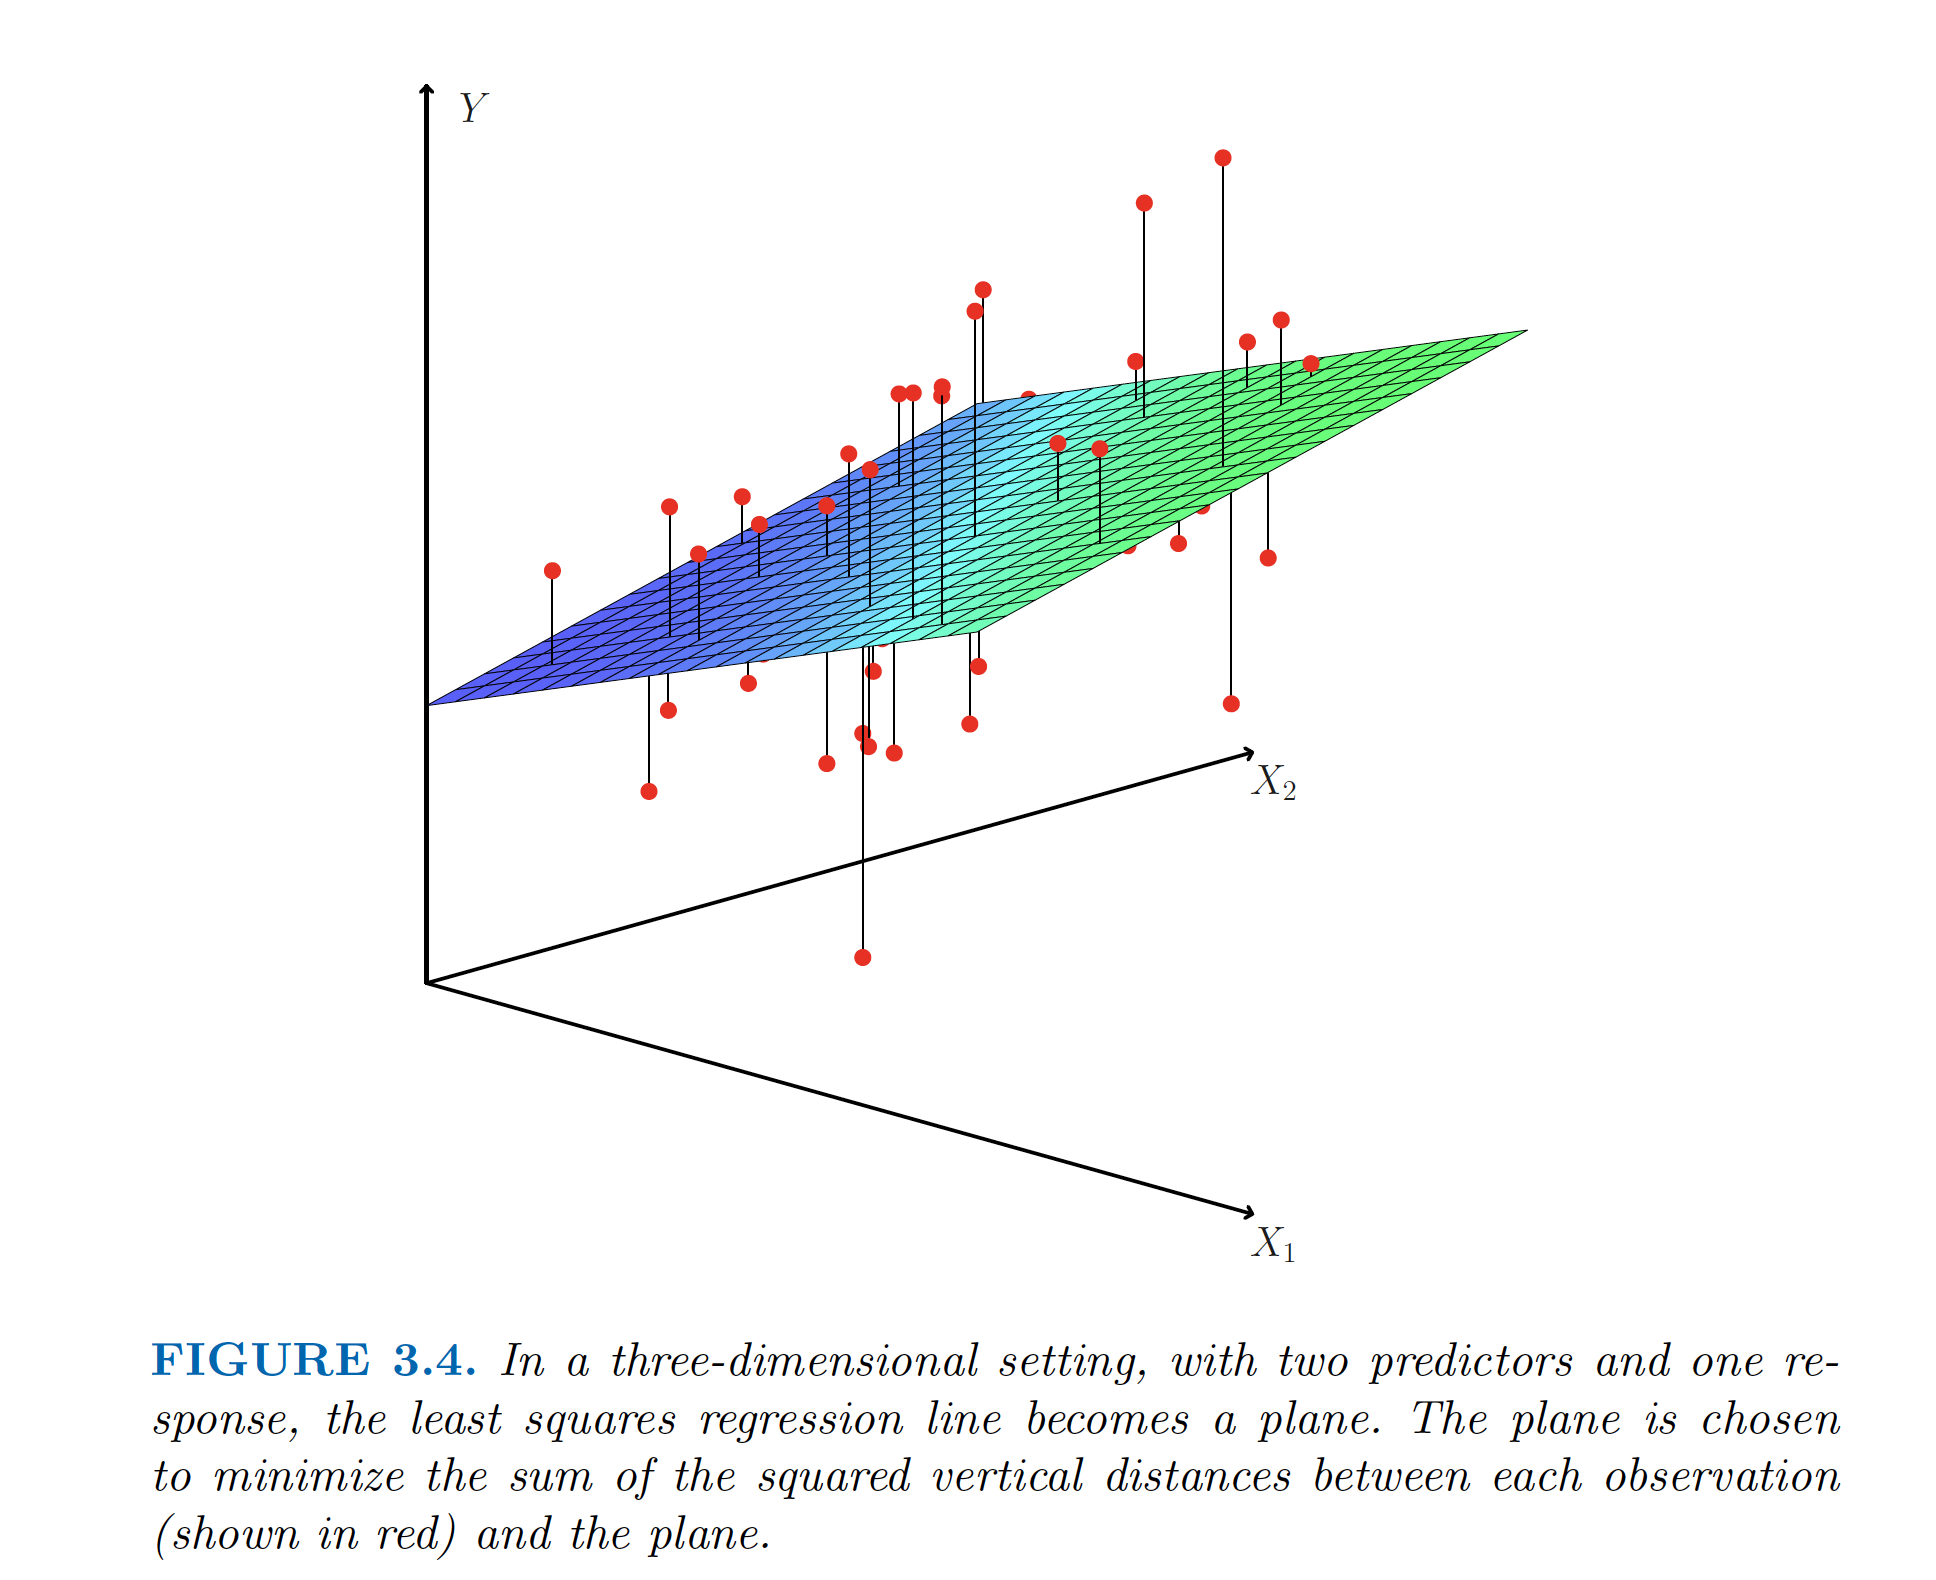 Y
X₂
X₁
FIGURE 3.4. In a three-dimensional setting, with two predictors and one re-
sponse, the least squares regression line becomes a plane. The plane is chosen
to minimize the sum of the squared vertical distances between each observation
(shown in red) and the plane.